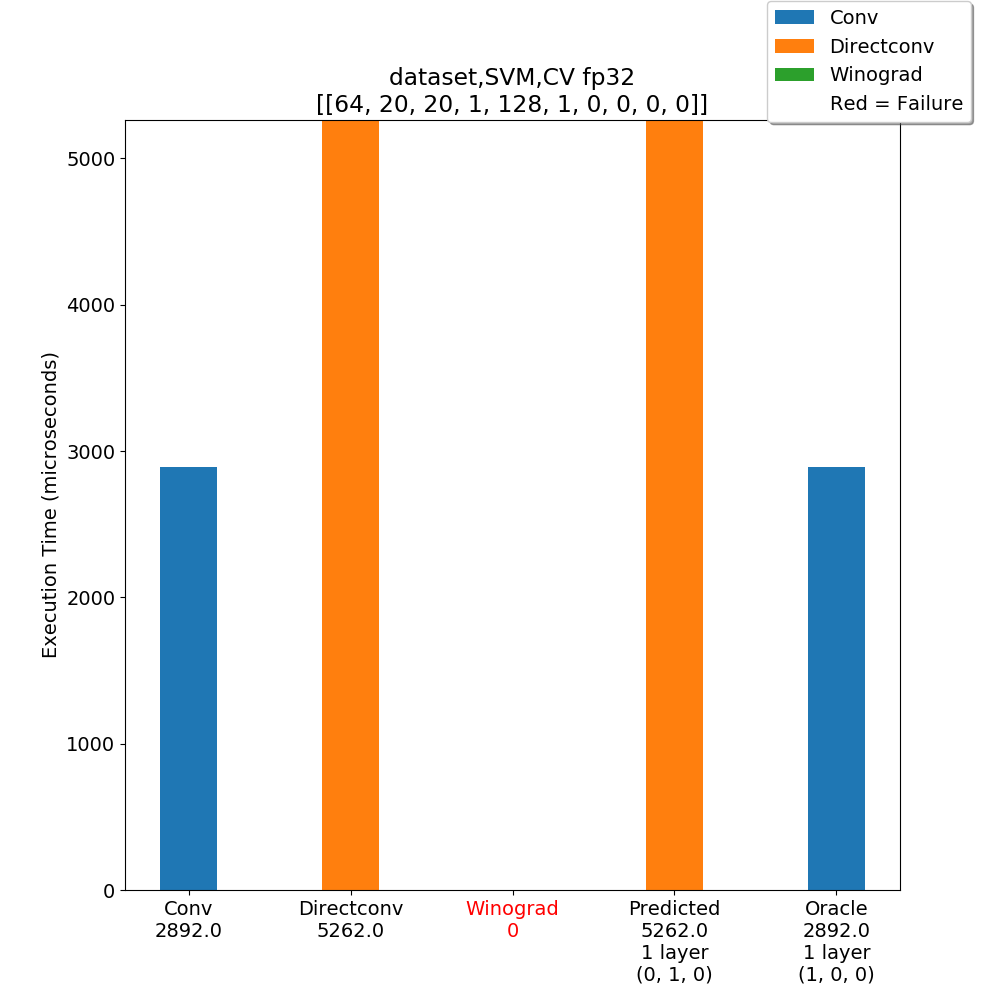 Conv
Directconv
Winograd
Red = Failure
dataset,SVM,CV fp32
[[64, 20, 20, 1, 128, 1, 0, 0, 0, 0]]
Execution Time (microseconds)
5000
4000
3000
2000
1000
0
Conv
2892.0
Directconv
5262.0
Winograd
0
Predicted
5262.0
1 layer
(0, 1, 0)
Oracle
2892.0
1 layer
(1, 0, 0)